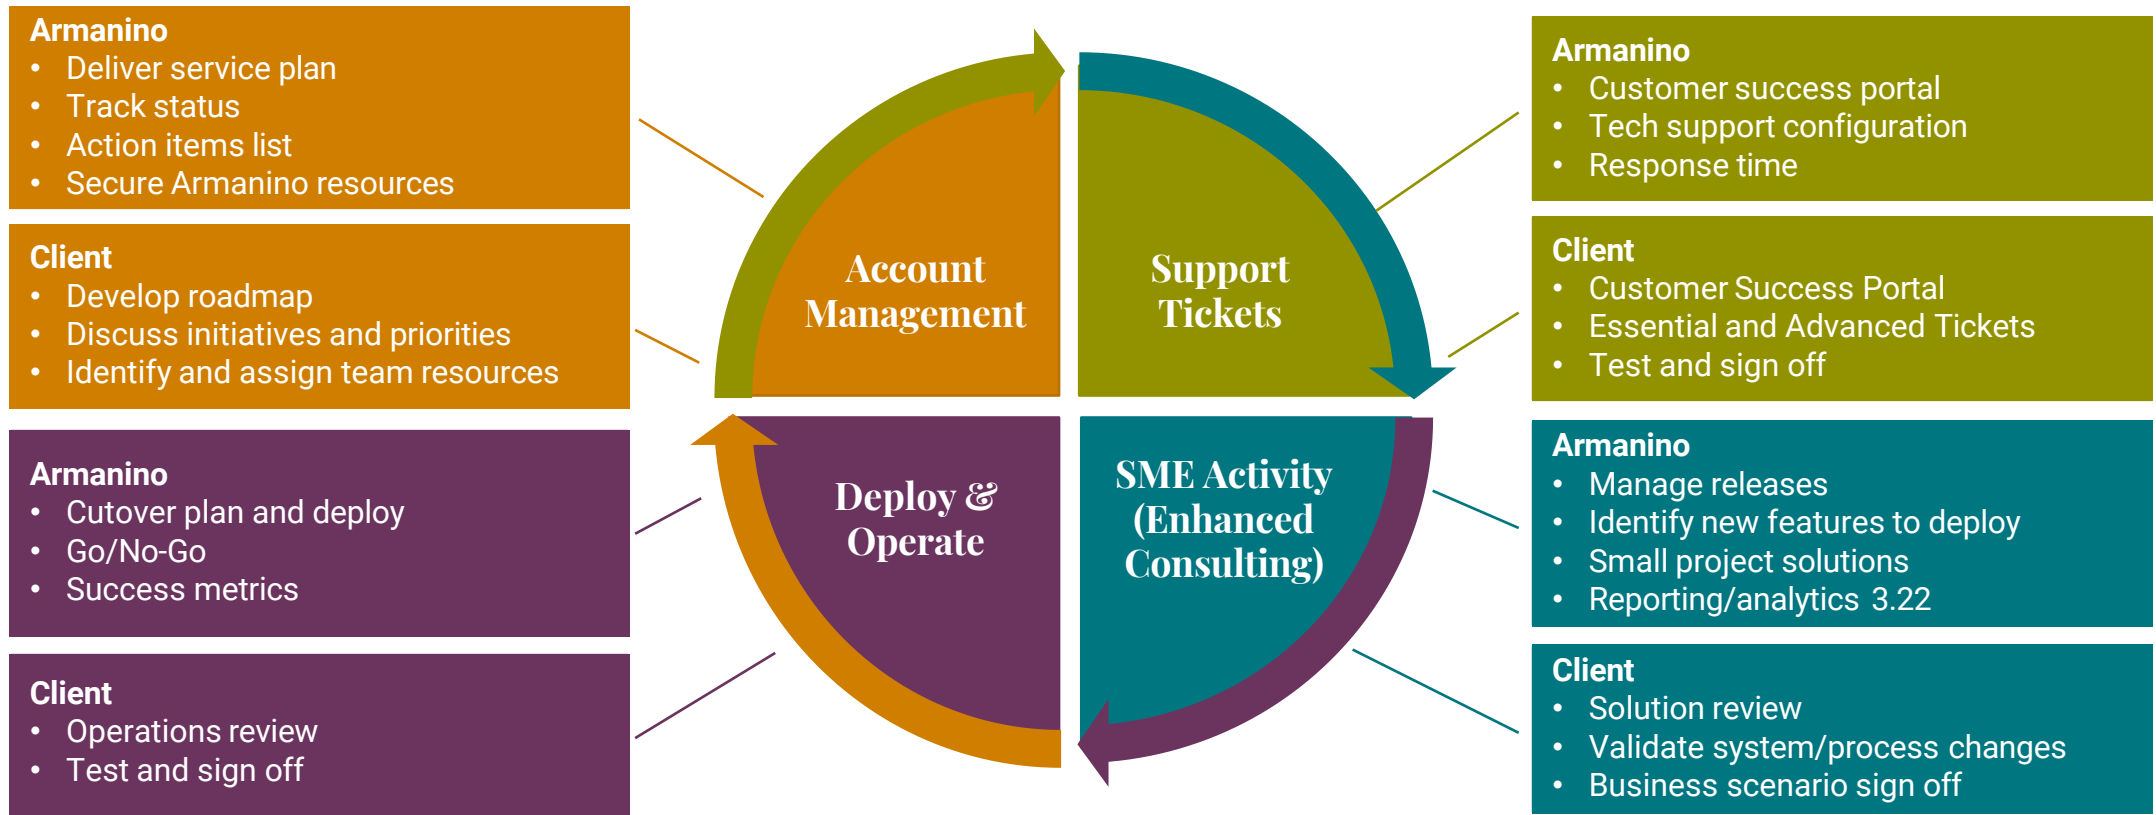 Armanino
• Deliver service plan
• Track status
• Action items list
• Secure Armanino resources
Client
• Develop roadmap
• Discuss initiatives and priorities
• Identify and assign team resources
Armanino
• Cutover plan and deploy
• Go/No-Go
• Success metrics
Client
• Operations review
• Test and sign off
Account
Management
Support
Tickets
Deploy &
Operate
SME Activity
(Enhanced
Consulting)
Armanino
• Customer success portal
• Tech support configuration
• Response time
Client
• Customer Success Portal
• Essential and Advanced Tickets
• Test and sign off
Armanino
• Manage releases
• Identify new features to deploy
• Small project solutions
• Reporting/analytics 3.22
Client
• Solution review
• Validate system/process changes
• Business scenario sign off